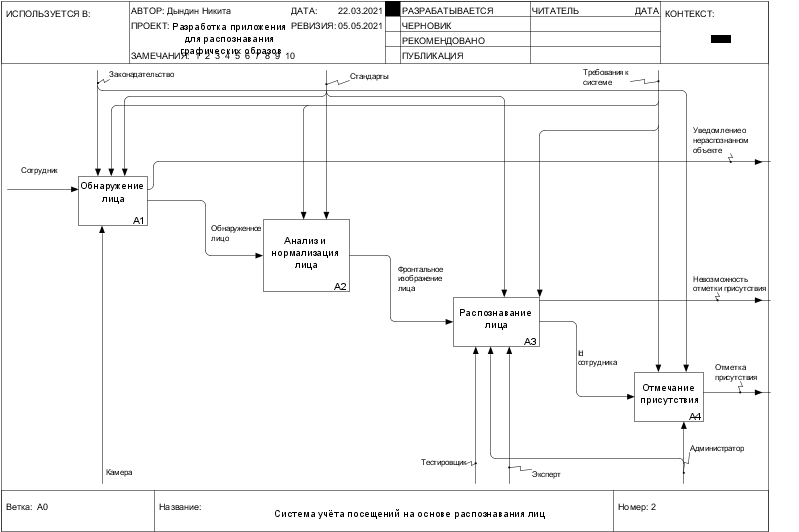 ИСПОЛЬЗУЕТСЯ В:
АВТОР: Дындин Никита
ДАТА: 22.03.2021
РАЗРАБАТЫВАЕТСЯ
ЧИТАТЕЛЬ
ДАТА
КОНТЕКСТ:
ПРОЕКТ: Разработка приложения
для распознавания
графических образов
РЕВИЗИЯ: 05.05.2021
ЧЕРНОВИК
РЕКОМЕНДОВАНО
ЗАМЕЧАНИЯ: 1 2 3 4 5 6 7 8 9 10
ПУБЛИКАЦИЯ
Законадательство
Стандарты
Требования к
системе
Уведомление о
нераспознанном
объекте
Сотрудник
Обнаружение
лица
A1
Обнаруженное
лицо
Анализ и
нормализация
лица
A2
Фронтальное
изображение
лица
Невозможность
отметки присутствия
Распознавание
лица
A3
Id
сотрудника
Отметка
присутствия
Отмечание
присутствия
A4
Камера
Тестировщик
Эксперт
Администратор
Ветка: A0
Название:
Система учёта посещений на основе распознавания лиц
Номер: 2